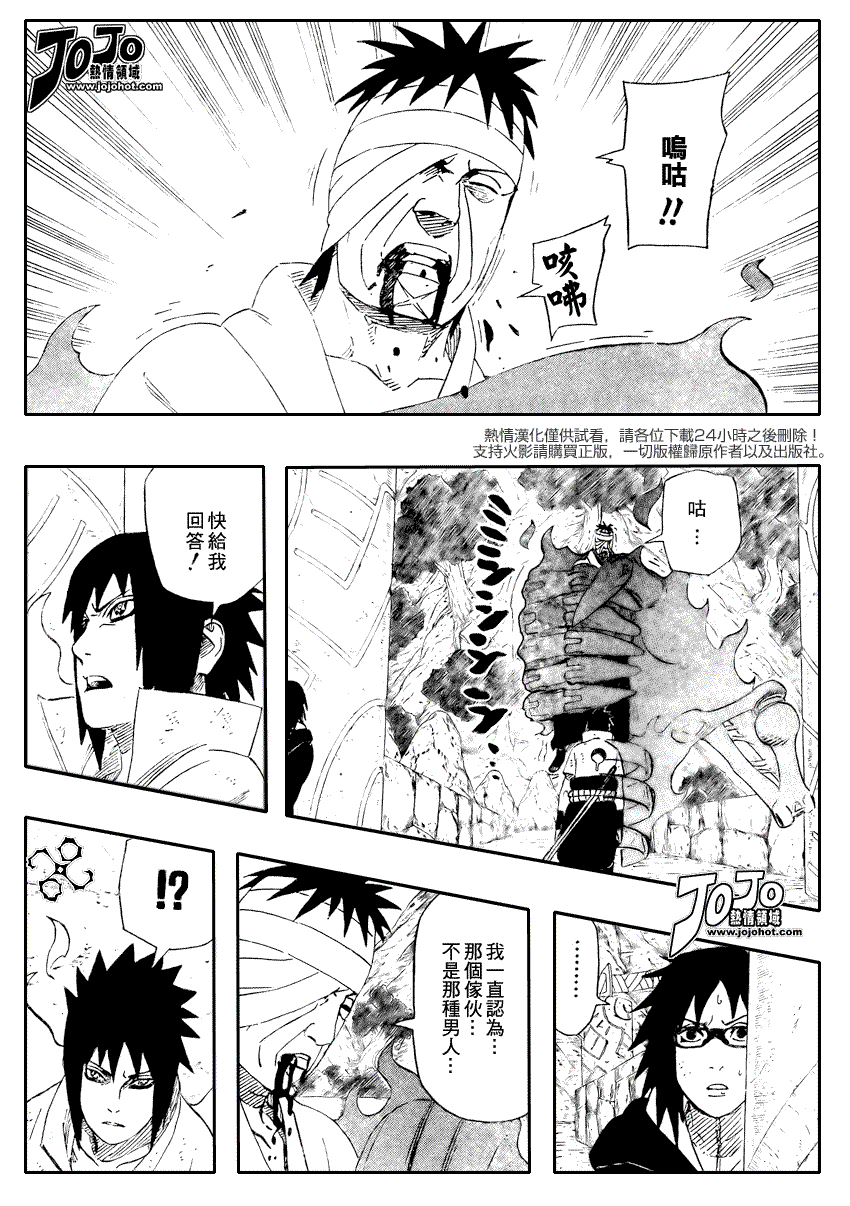 JOJO
熱情領域
www.jojohot.com
嗚咕!!
咳咈
熱情漢化僅供試看，請各位下載24小時之後刪除！
支持火影請購買正版，一切版權歸原作者以及出版社。
咕…
ミシシシシッ…
快給我
回答！
JOJO
熱情領域
www.jojohot.com
………
我一直認為…
那個傢伙…
不是那種男人…
!?